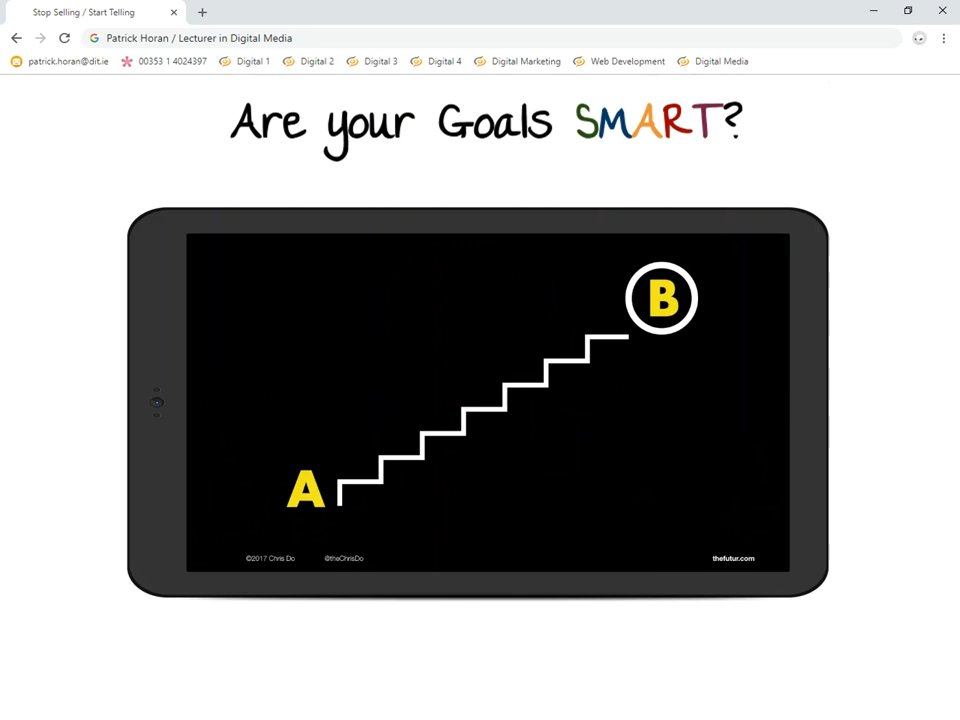 Stop Selling / Start Telling
Patrick Horan / Lecturer in Digital Media
patrick.horan@dit.ie 00353 1 4024397 Digital 1 Digital 2 Digital 3 Digital 4 Digital Marketing Web Development Digital Media
Are your Goals SMART?
B
A
©2017 Chris Do @theChrisDo thefutur.com